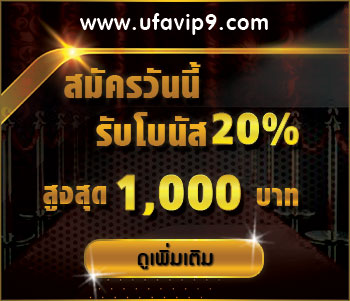 www.ufavip9.com
สมัครวันนี้
รับโบนัส 20%
สูงสุด 1,000 บาท
ดูเพิ่มเติม